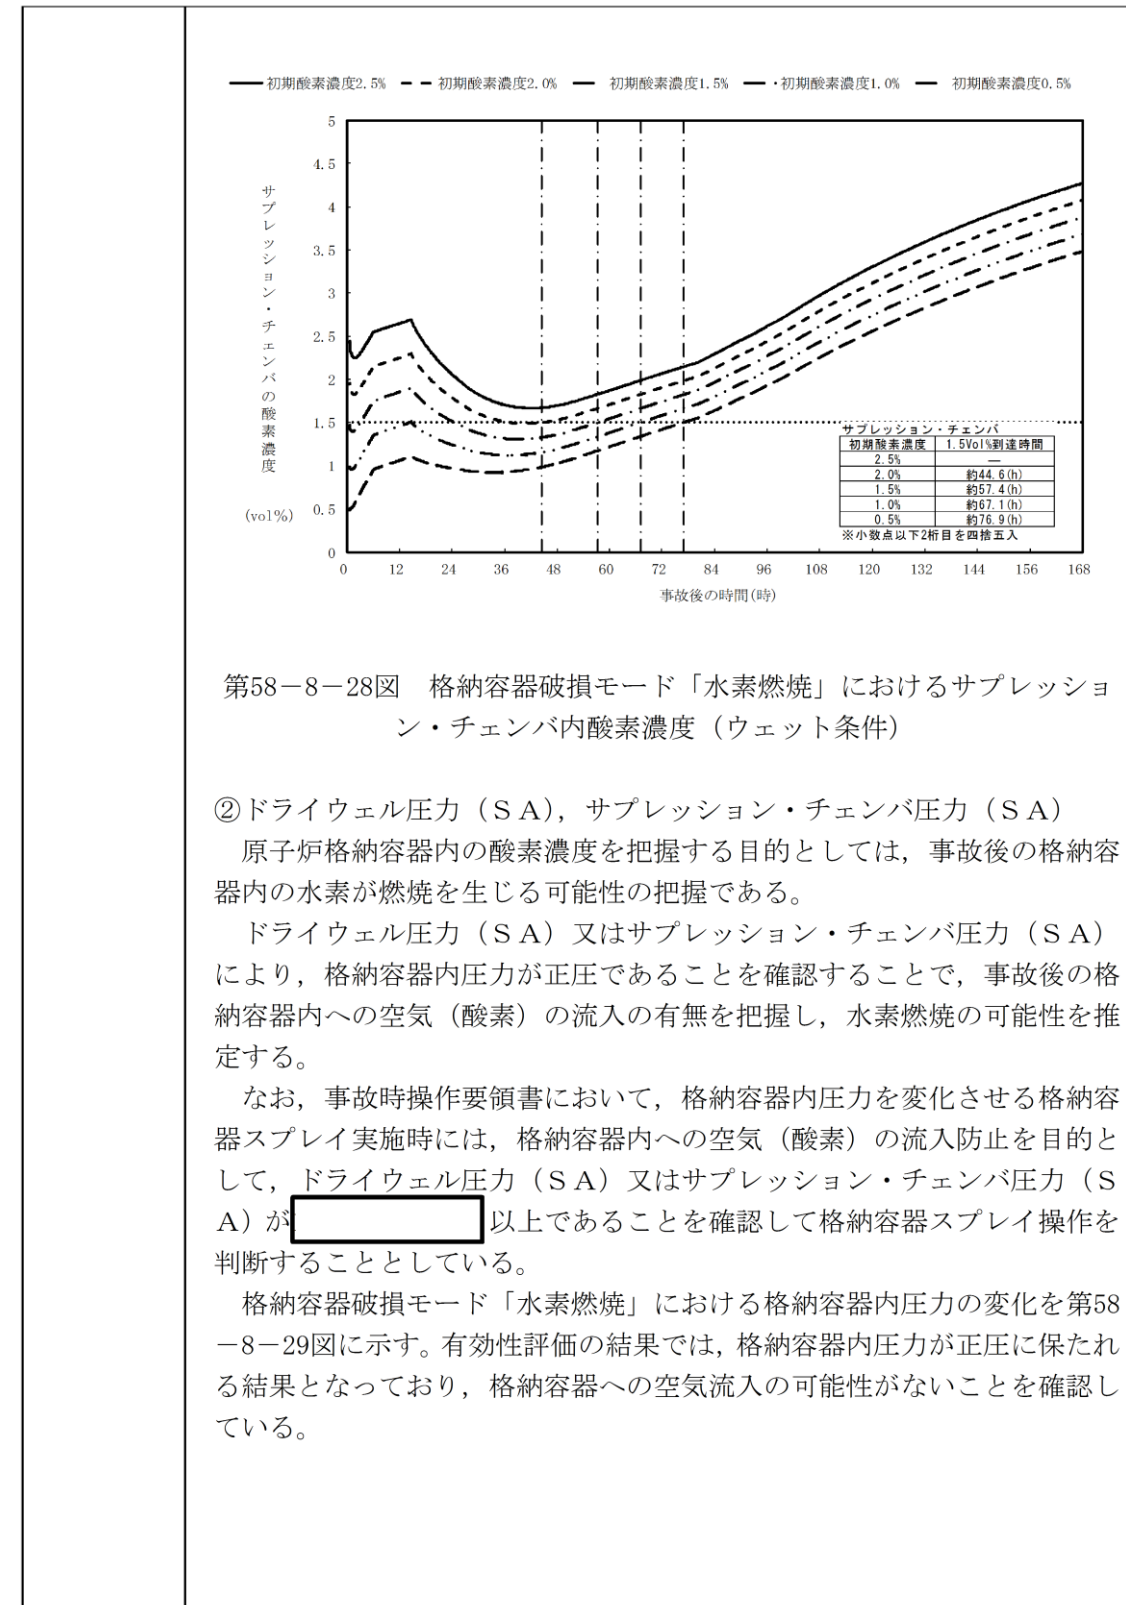 初期酸素濃度2.5% 初期酸素濃度2.0% 初期酸素濃度1.5% 初期酸素濃度1.0% 初期酸素濃度0.5%
サプレッション・チェンバの酸素濃度
(vol%)
5
4.5
4
3.5
3
2.5
2
1.5
1
0.5
0
サプレッション・チェンバ
初期酸素濃度 1.5Vol%到達時間
2.5% —
2.0% 約44.6(h)
1.5% 約57.4(h)
1.0% 約67.1(h)
0.5% 約76.9(h)
※小数点以下2桁目を四捨五入
0 12 24 36 48 60 72 84 96 108 120 132 144 156 168
事故後の時間(時)
第58－8－28図　格納容器破損モード「水素燃焼」におけるサプレッショ
ン・チェンバ内酸素濃度（ウェット条件）
②ドライウェル圧力（ＳＡ），サプレッション・チェンバ圧力（ＳＡ）
原子炉格納容器内の酸素濃度を把握する目的としては，事故後の格納容
器内の水素が燃焼を生じる可能性の把握である。
ドライウェル圧力（ＳＡ）又はサプレッション・チェンバ圧力（ＳＡ）
により，格納容器内圧力が正圧であることを確認することで，事故後の格
納容器内への空気（酸素）の流入の有無を把握し，水素燃焼の可能性を推
定する。
なお，事故時操作要領書において，格納容器内圧力を変化させる格納容
器スプレイ実施時には，格納容器内への空気（酸素）の流入防止を目的と
して，ドライウェル圧力（ＳＡ）又はサプレッション・チェンバ圧力（Ｓ
Ａ）が　　　　　以上であることを確認して格納容器スプレイ操作を
判断することとしている。
格納容器破損モード「水素燃焼」における格納容器内圧力の変化を第58
－8－29図に示す。有効性評価の結果では，格納容器内圧力が正圧に保たれ
る結果となっており，格納容器への空気流入の可能性がないことを確認し
ている。